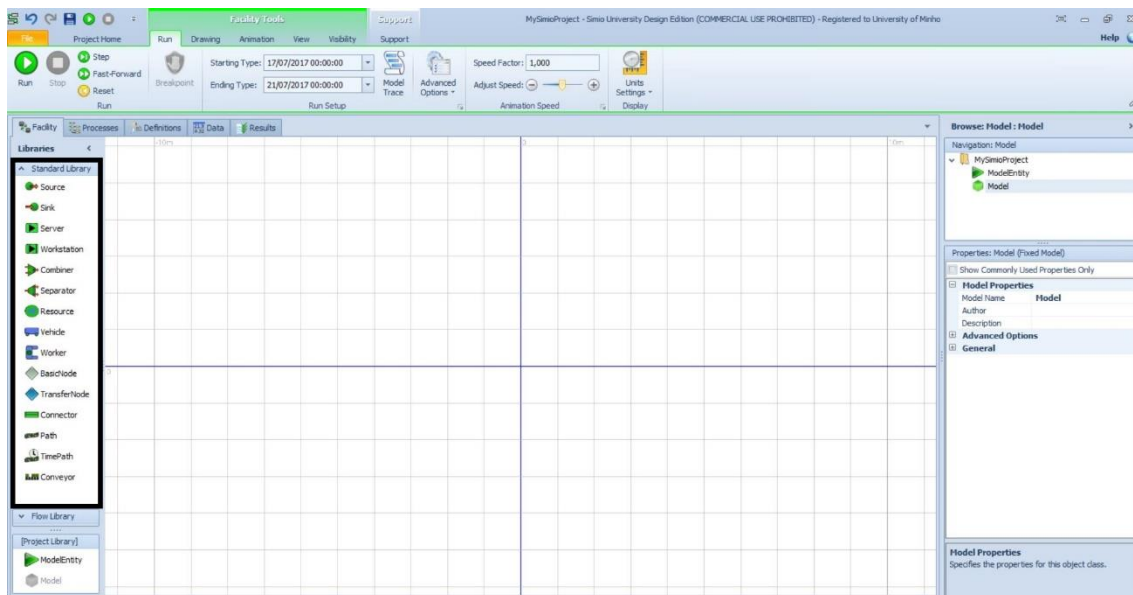 Facility Tools
Support
MySimioProject - Simio University Design Edition (COMMERCIAL USE PROHIBITED) - Registered to University of Minho
File
Project Home
Run
Drawing
Animation
View
Visibility
Support
Help
Run
Stop
Step
Fast-Forward
Reset
Run
Breakpoint
Starting Type: 17/07/2017 00:00:00
Ending Type: 21/07/2017 00:00:00
Model Trace
Advanced Options
Run Setup
Speed Factor: 1,000
Adjust Speed:
Animation Speed
Units Settings
Display
Facility
Processes
Definitions
Data
Results
Libraries
Standard Library
Source
Sink
Server
Workstation
Combiner
Separator
Resource
Vehicle
Worker
BasicNode
TransferNode
Connector
Path
TimePath
Conveyor
Flow Library
[Project Library]
ModelEntity
Model
-10m
0
10m
0
Browse: Model : Model
Navigation: Model
MySimioProject
ModelEntity
Model
Properties: Model (Fixed Model)
Show Commonly Used Properties Only
Model Properties
Model Name Model
Author
Description
Advanced Options
General
Model Properties
Specifies the properties for this object class.